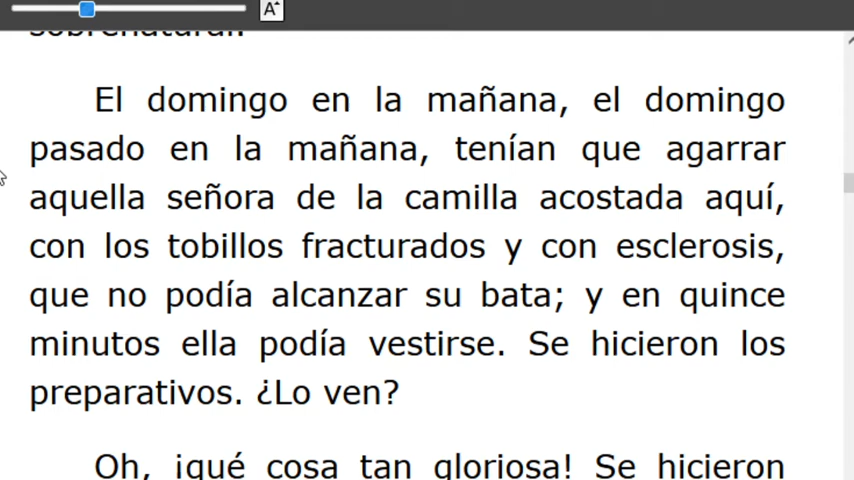 A
sobrenatural.
El domingo en la mañana, el domingo
pasado en la mañana, tenían que agarrar
aquella señora de la camilla acostada aquí,
con los tobillos fracturados y con esclerosis,
que no podía alcanzar su bata; y en quince
minutos ella podía vestirse. Se hicieron los
preparativos. ¿Lo ven?
Oh, ¡qué cosa tan gloriosa! Se hicieron